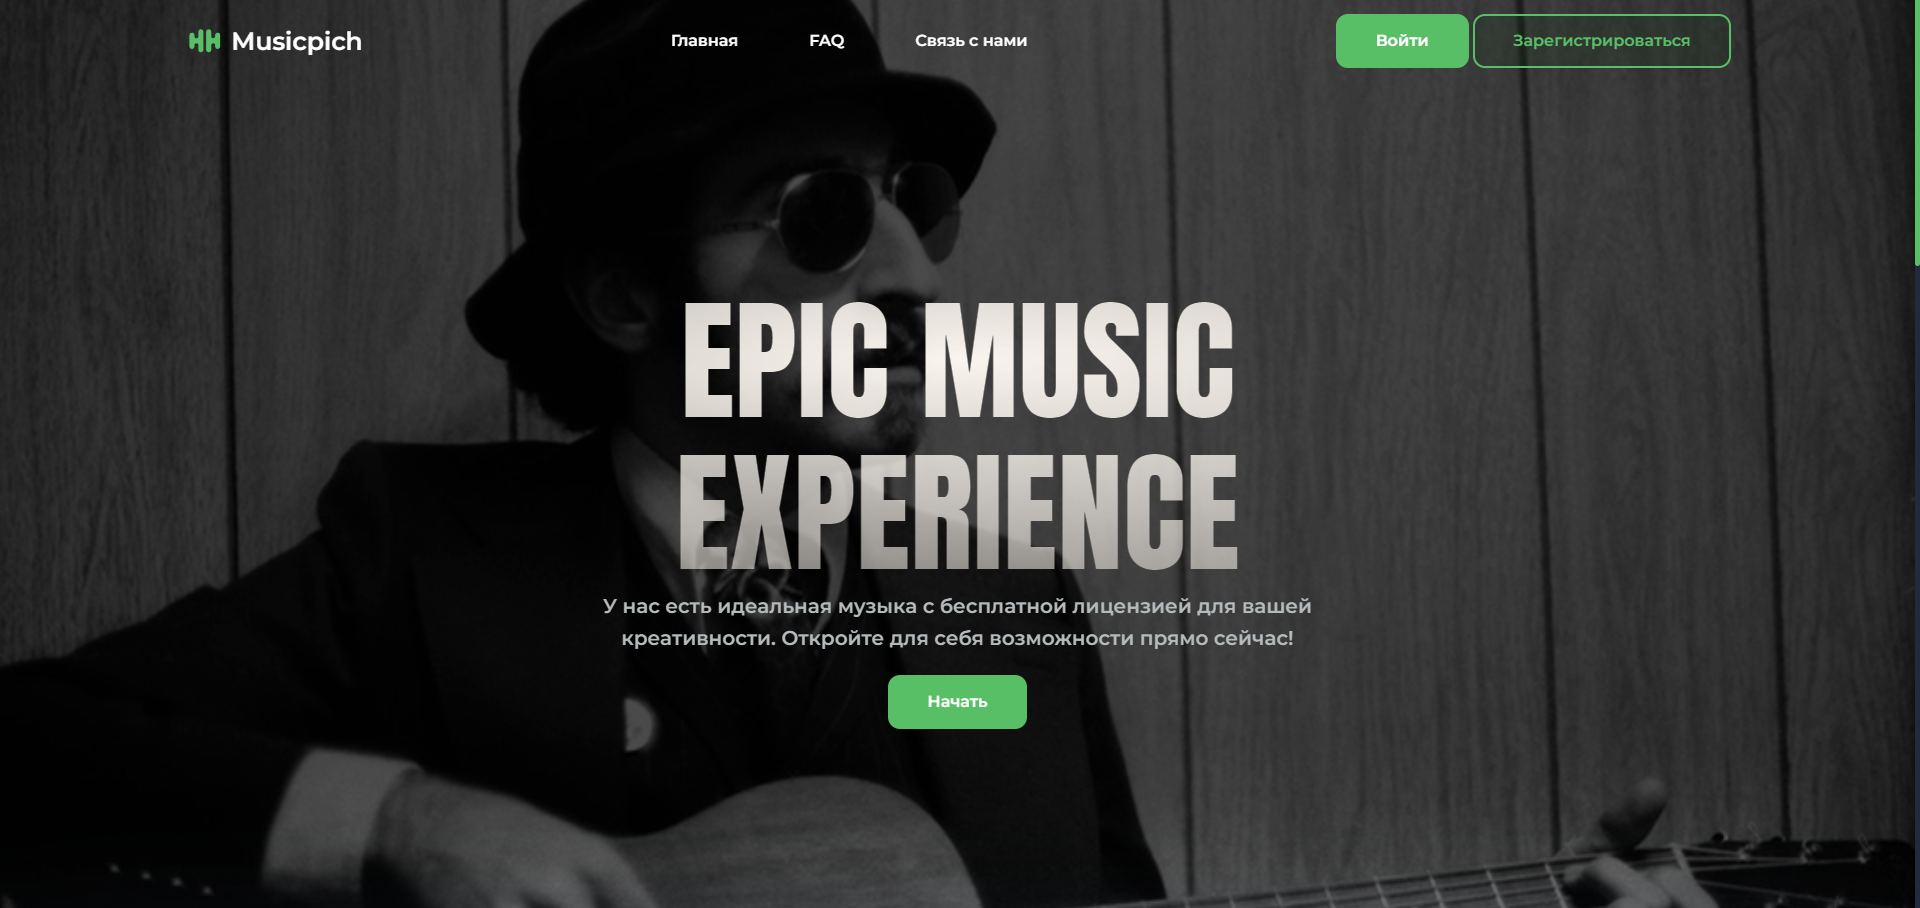 Musicpich
Главная
FAQ
Связь с нами
Войти
Зарегистрироваться
EPIC MUSIC
EXPERIENCE
У нас есть идеальная музыка с бесплатной лицензией для вашей
креативности. Откройте для себя возможности прямо сейчас!
Начать